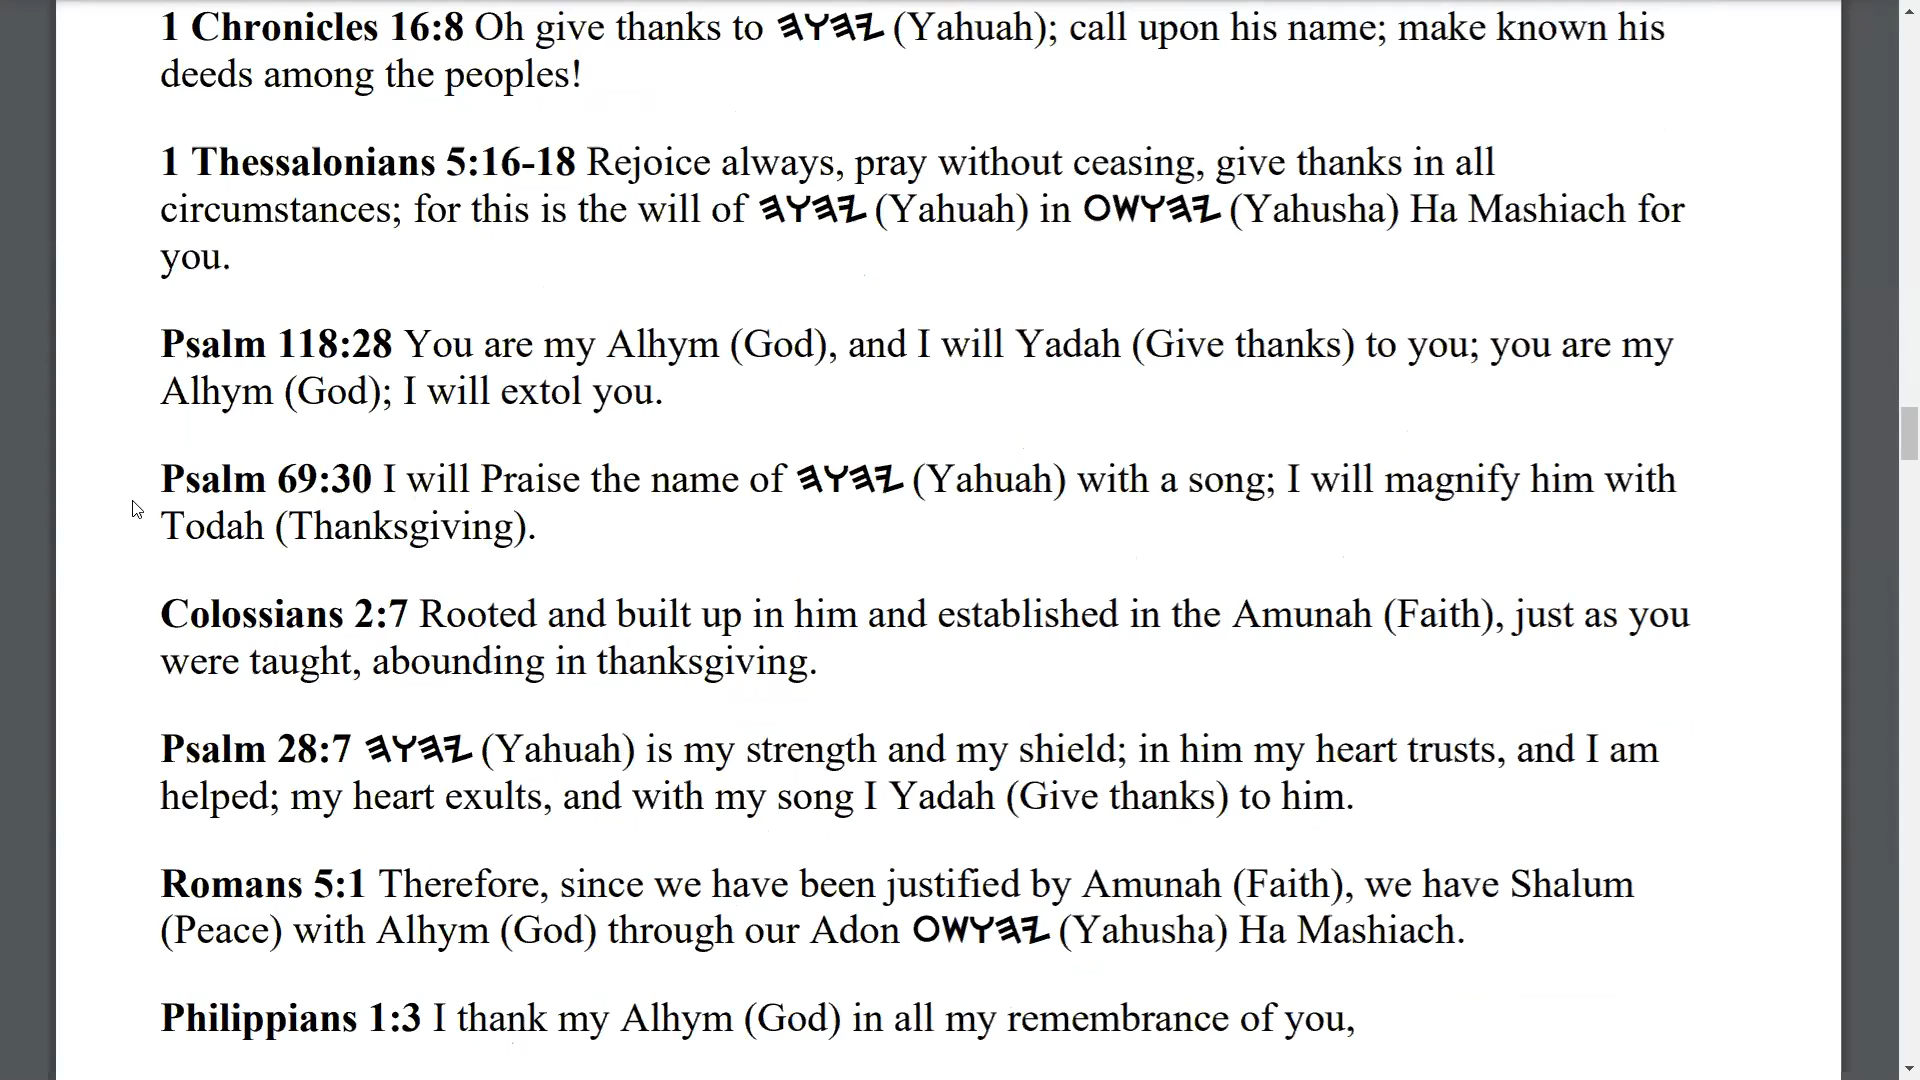 1 Chronicles 16:8 Oh give thanks to 𐤉𐤄𐤅𐤄 (Yahuah); call upon his name; make known his
deeds among the peoples!
1 Thessalonians 5:16-18 Rejoice always, pray without ceasing, give thanks in all
circumstances; for this is the will of 𐤉𐤄𐤅𐤄 (Yahuah) in 𐤉𐤄𐤅𐤔𐤏 (Yahusha) Ha Mashiach for
you.
Psalm 118:28 You are my Alhym (God), and I will Yadah (Give thanks) to you; you are my
Alhym (God); I will extol you.
Psalm 69:30 I will Praise the name of 𐤉𐤄𐤅𐤄 (Yahuah) with a song; I will magnify him with
Todah (Thanksgiving).
Colossians 2:7 Rooted and built up in him and established in the Amunah (Faith), just as you
were taught, abounding in thanksgiving.
Psalm 28:7 𐤉𐤄𐤅𐤄 (Yahuah) is my strength and my shield; in him my heart trusts, and I am
helped; my heart exults, and with my song I Yadah (Give thanks) to him.
Romans 5:1 Therefore, since we have been justified by Amunah (Faith), we have Shalum
(Peace) with Alhym (God) through our Adon 𐤉𐤄𐤅𐤔𐤏 (Yahusha) Ha Mashiach.
Philippians 1:3 I thank my Alhym (God) in all my remembrance of you,